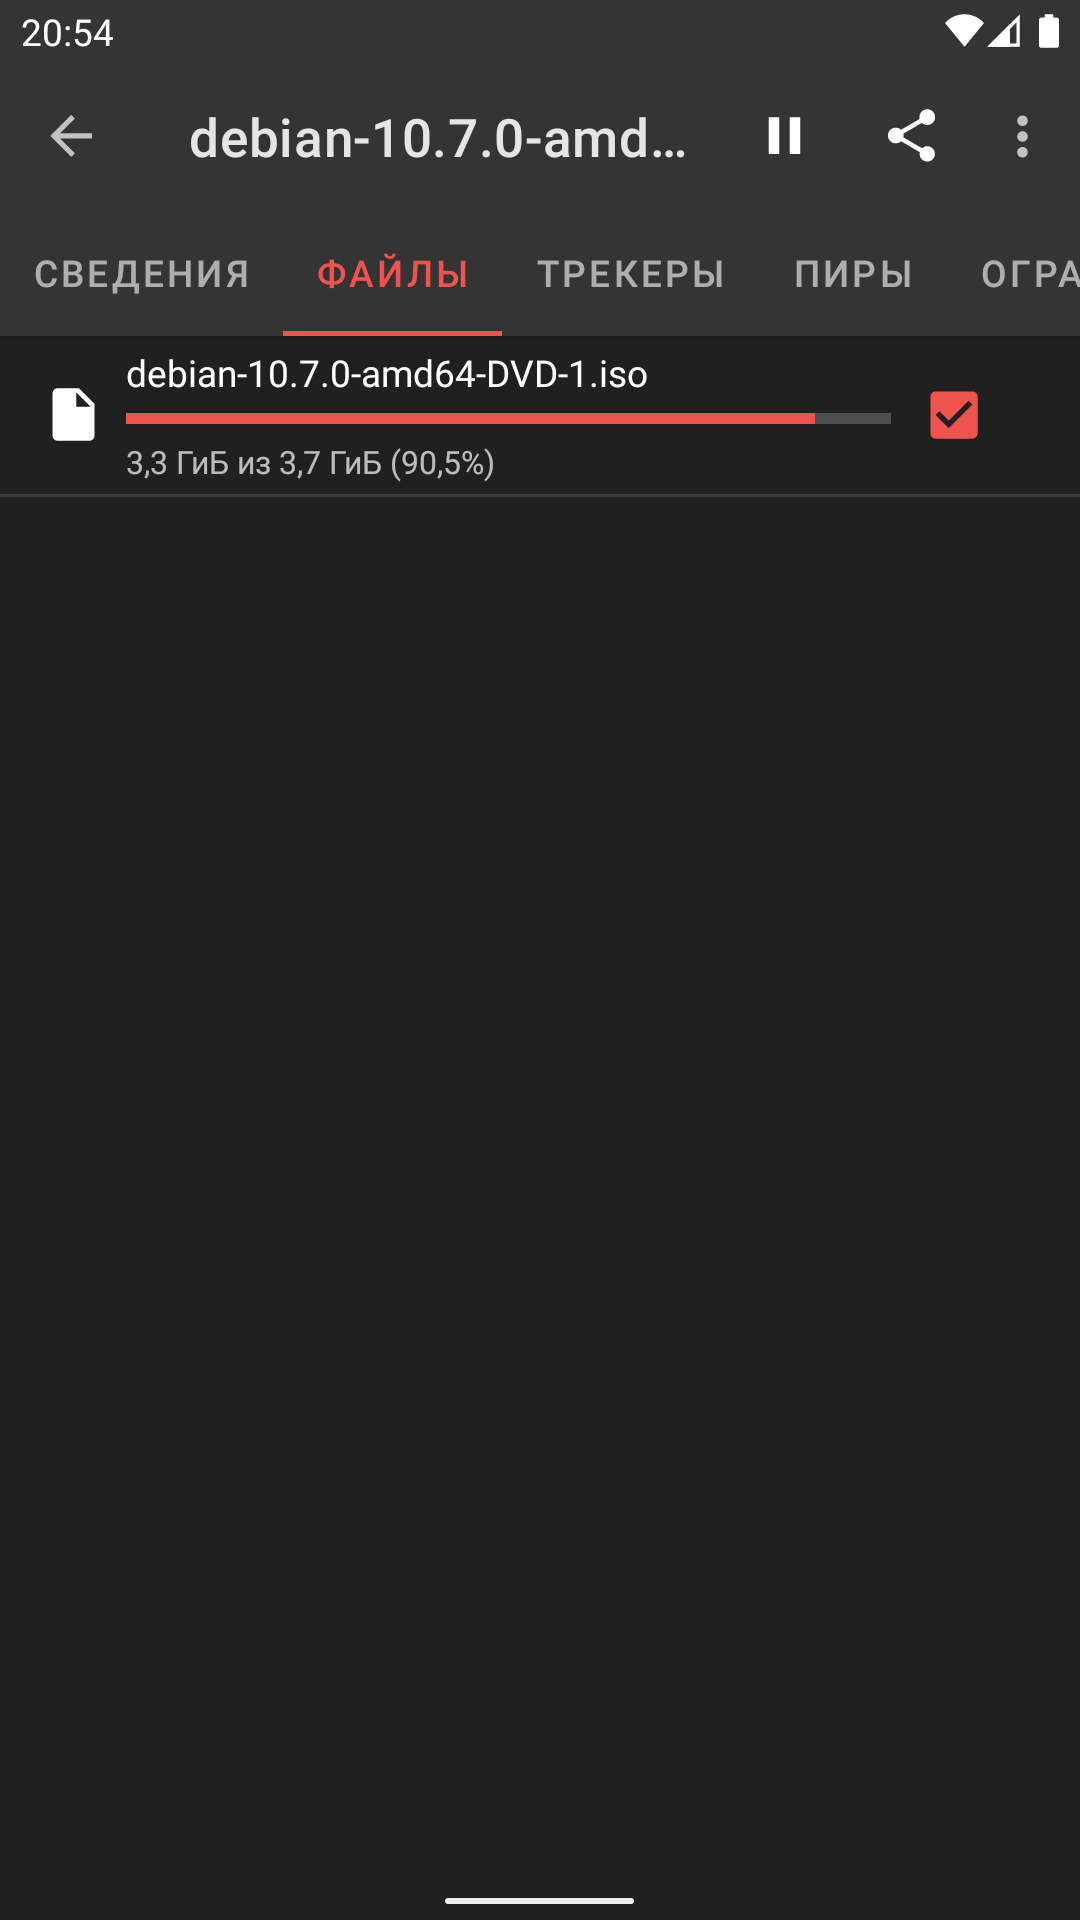 20:54
debian-10.7.0-amd...
СВЕДЕНИЯ ФАЙЛЫ ТРЕКЕРЫ ПИРЫ ОГРА
debian-10.7.0-amd64-DVD-1.iso
3,3 ГиБ из 3,7 ГиБ (90,5%)